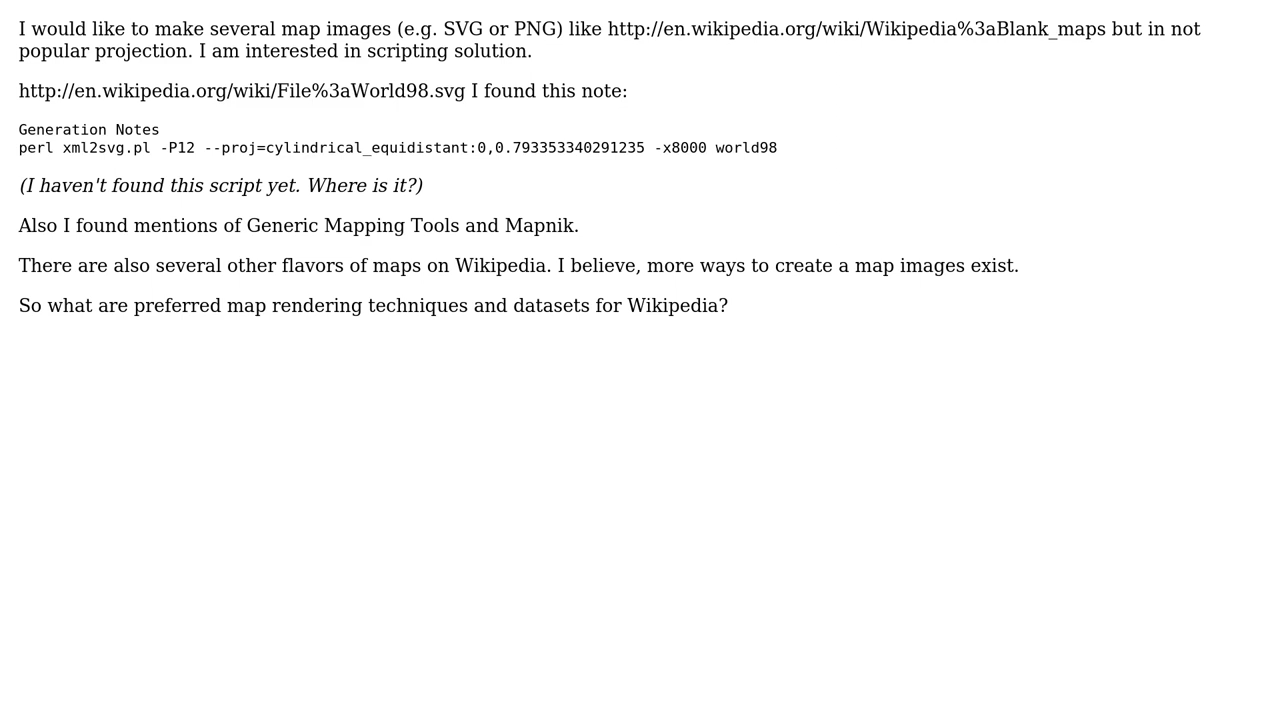 I would like to make several map images (e.g. SVG or PNG) like http://en.wikipedia.org/wiki/Wikipedia%3aBlank_maps but in not
popular projection. I am interested in scripting solution.
http://en.wikipedia.org/wiki/File%3aWorld98.svg I found this note:
Generation Notes
perl xml2svg.pl -P12 --proj=cylindrical_equidistant:0,0.793353340291235 -x8000 world98
(I haven't found this script yet. Where is it?)
Also I found mentions of Generic Mapping Tools and Mapnik.
There are also several other flavors of maps on Wikipedia. I believe, more ways to create a map images exist.
So what are preferred map rendering techniques and datasets for Wikipedia?